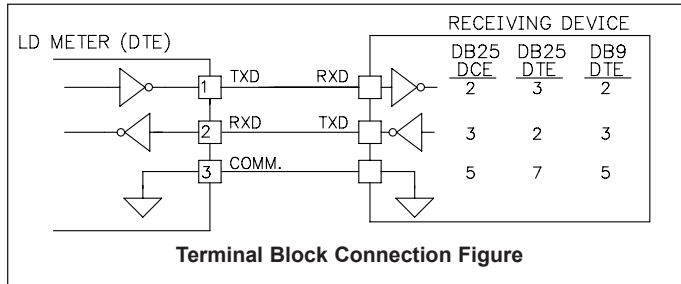 RECEIVING DEVICE
LD METER (DTE)
DB25 DB25 DB9
DCE DTE DTE
1 TXD RXD 2 3 2
2 RXD TXD 3 2 3
3 COMM. 5 7 5
Terminal Block Connection Figure